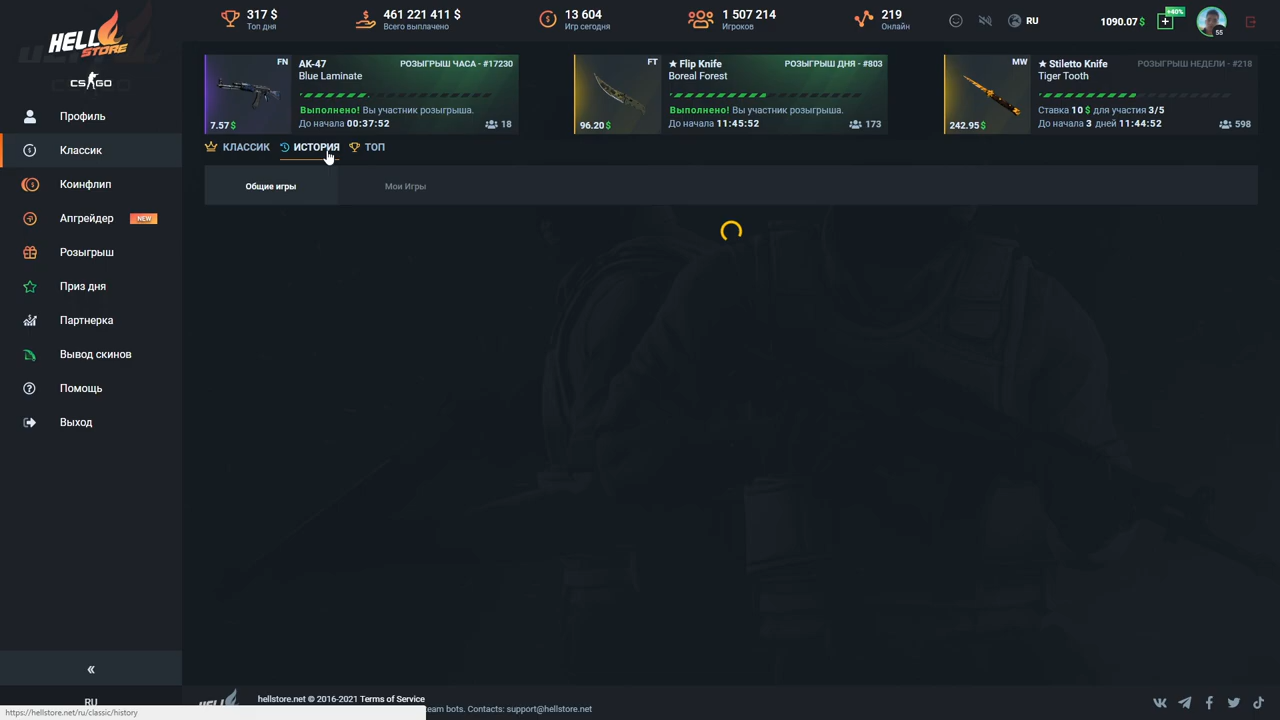 HELL STORE
CS GO
317 $
Топ дня
461 221 411 $
Всего выплачено
13 604
Игр сегодня
1 507 214
Игроков
219
Онлайн
RU
1090.07 $
+40%
55
FN
AK-47
Blue Laminate
РОЗЫГРЫШ ЧАСА - #17230
Выполнено! Вы участник розыгрыша.
7.57 $
До начала 00:37:52
18
FT
★ Flip Knife
Boreal Forest
РОЗЫГРЫШ ДНЯ - #803
Выполнено! Вы участник розыгрыша.
96.20 $
До начала 11:45:52
173
MW
★ Stiletto Knife
Tiger Tooth
РОЗЫГРЫШ НЕДЕЛИ - #218
Ставка 10 $ для участия 3/5
242.95 $
До начала 3 дней 11:44:52
598
КЛАССИК
ИСТОРИЯ
ТОП
Общие игры
Мои Игры
Профиль
Классик
Коинфлип
Апгрейдер
NEW
Розыгрыш
Приз дня
Партнерка
Вывод скинов
Помощь
Выход
«
RU
HELL
hellstore.net © 2016-2021 Terms of Service
team bots. Contacts: support@hellstore.net
https://hellstore.net/ru/classic/history